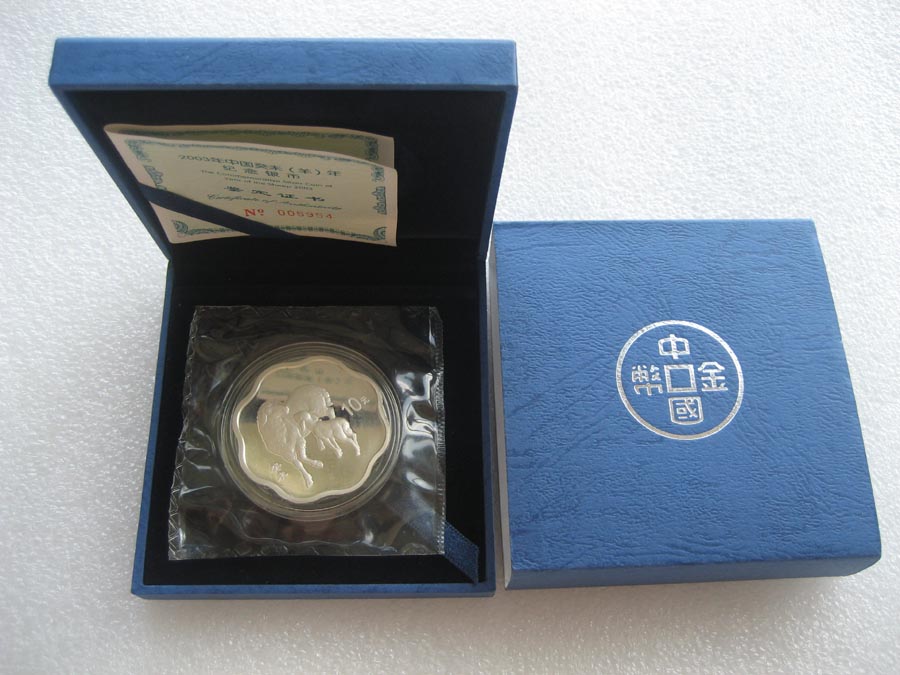 2003年中国癸未(羊)年
纪念银币
The Commemorative Silver Coin of
Year of the Sheep 2003
鉴定证书
Certificate of Authenticity
Nº 006954
10元
中
金
國
幣